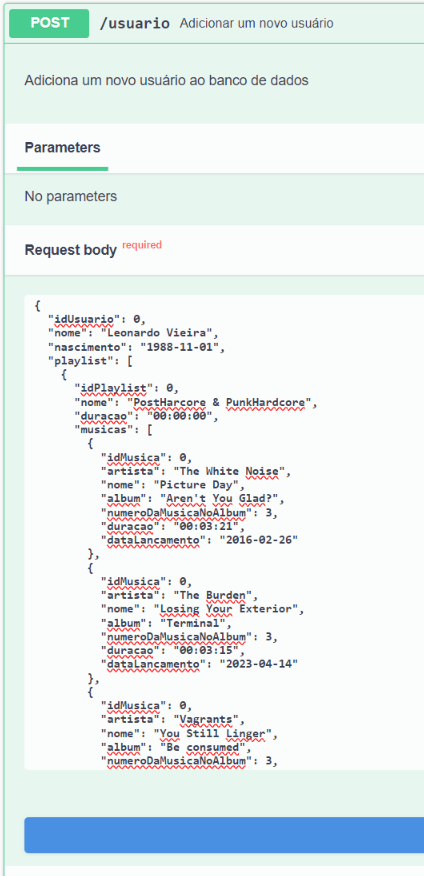 POST /usuario Adicionar um novo usuário
Adiciona um novo usuário ao banco de dados
Parameters
No parameters
Request body required
{
"idUsuario": 0,
"nome": "Leonardo Vieira",
"nascimento": "1988-11-01",
"playlist": [
{
"idPlaylist": 0,
"nome": "PostHarcore & PunkHardcore",
"duracao": "00:00:00",
"musicas": [
{
"idMusica": 0,
"artista": "The White Noise",
"nome": "Picture Day",
"album": "Aren't You Glad?",
"numeroDaMusicaNoAlbum": 3,
"duracao": "00:03:21",
"dataLancamento": "2016-02-26"
},
{
"idMusica": 0,
"artista": "The Burden",
"nome": "Losing Your Exterior",
"album": "Terminal",
"numeroDaMusicaNoAlbum": 3,
"duracao": "00:03:15",
"dataLancamento": "2023-04-14"
},
{
"idMusica": 0,
"artista": "Vagrants",
"nome": "You Still Linger",
"album": "Be consumed",
"numeroDaMusicaNoAlbum": 3,